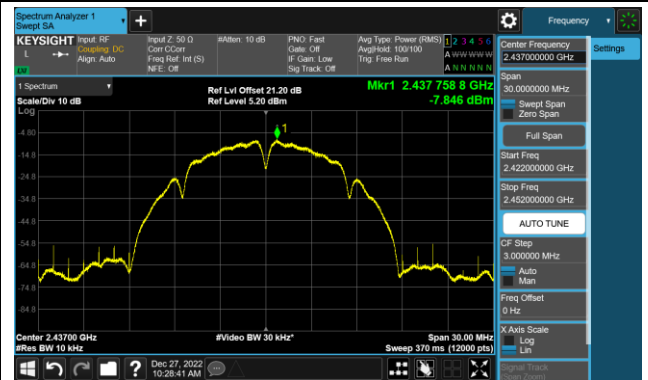 Spectrum Analyzer 1
Swept SA
+
Frequency
KEYSIGHT
L
LW
Input: RF
Coupling: DC
Align: Auto
Input Z: 50 Ω
Corr CCorr
Freq Ref: Int (S)
NFE: Off
#Atten: 10 dB
PNO: Fast
Gate: Off
IF Gain: Low
Sig Track: Off
Avg Type: Power (RMS)
Avg|Hold: 100/100
Trig: Free Run
1 2 3 4 5 6
A W W W W W
A N N N N N
1 Spectrum
Scale/Div 10 dB
Log
Ref Lvl Offset 21.20 dB
Ref Level 5.20 dBm
Mkr1 2.437 758 8 GHz
-7.846 dBm
1
-4.80
-14.8
-24.8
-34.8
-44.8
-54.8
-64.8
-74.8
-84.8
Center 2.43700 GHz
#Res BW 10 kHz
#Video BW 30 kHz*
Span 30.00 MHz
Sweep 370 ms (12000 pts)
Center Frequency
2.437000000 GHz
Settings
Span
30.0000000 MHz
Swept Span
Zero Span
Full Span
Start Freq
2.422000000 GHz
Stop Freq
2.452000000 GHz
AUTO TUNE
CF Step
3.000000 MHz
Auto
Man
Freq Offset
0 Hz
X Axis Scale
Log
Lin
Signal Track
(Span Zoom)
?
Dec 27, 2022
10:28:41 AM